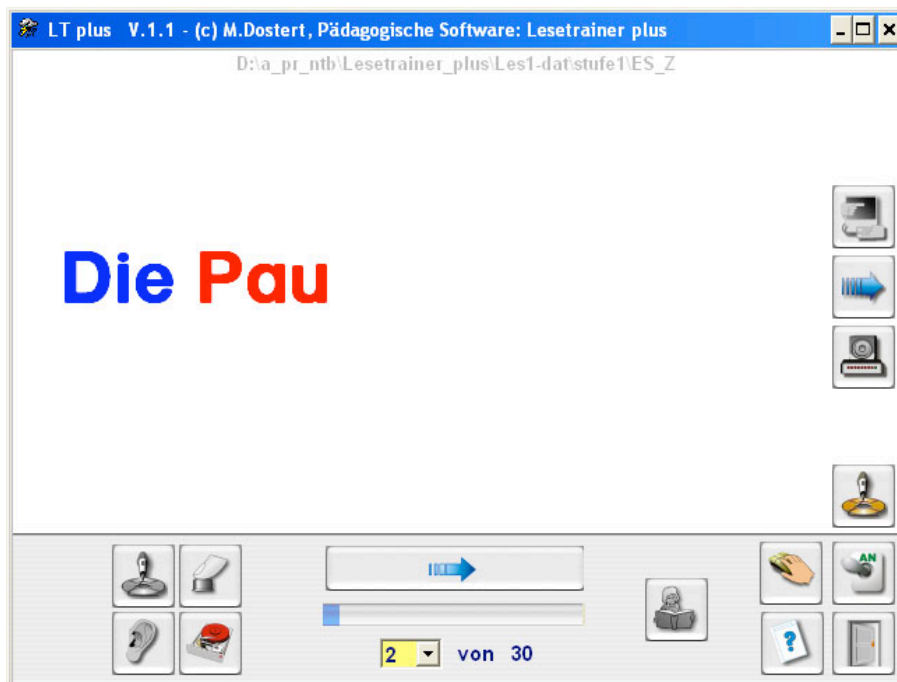 LT plus V.1.1 - (c) M.Dostert, Pädagogische Software: Lesetrainer plus
D:\a_pr_ntb\Lesetrainer_plus\Les1-dat\stufe1\ES_Z
Die Pau
AN
?
2 von 30